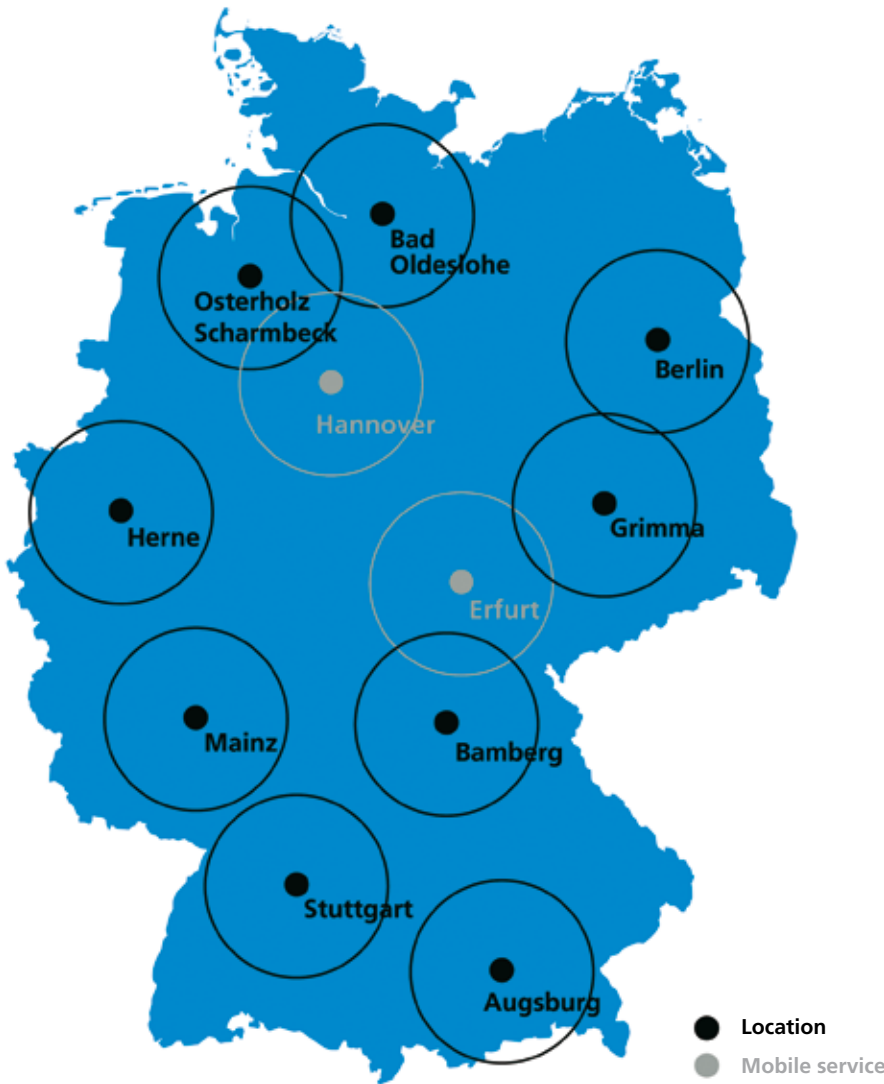 Bad
Oldeslohe
Osterholz
Scharmbeck
Berlin
Hannover
Herne
Grimma
Erfurt
Mainz
Bamberg
Stuttgart
Augsburg
Location
Mobile service